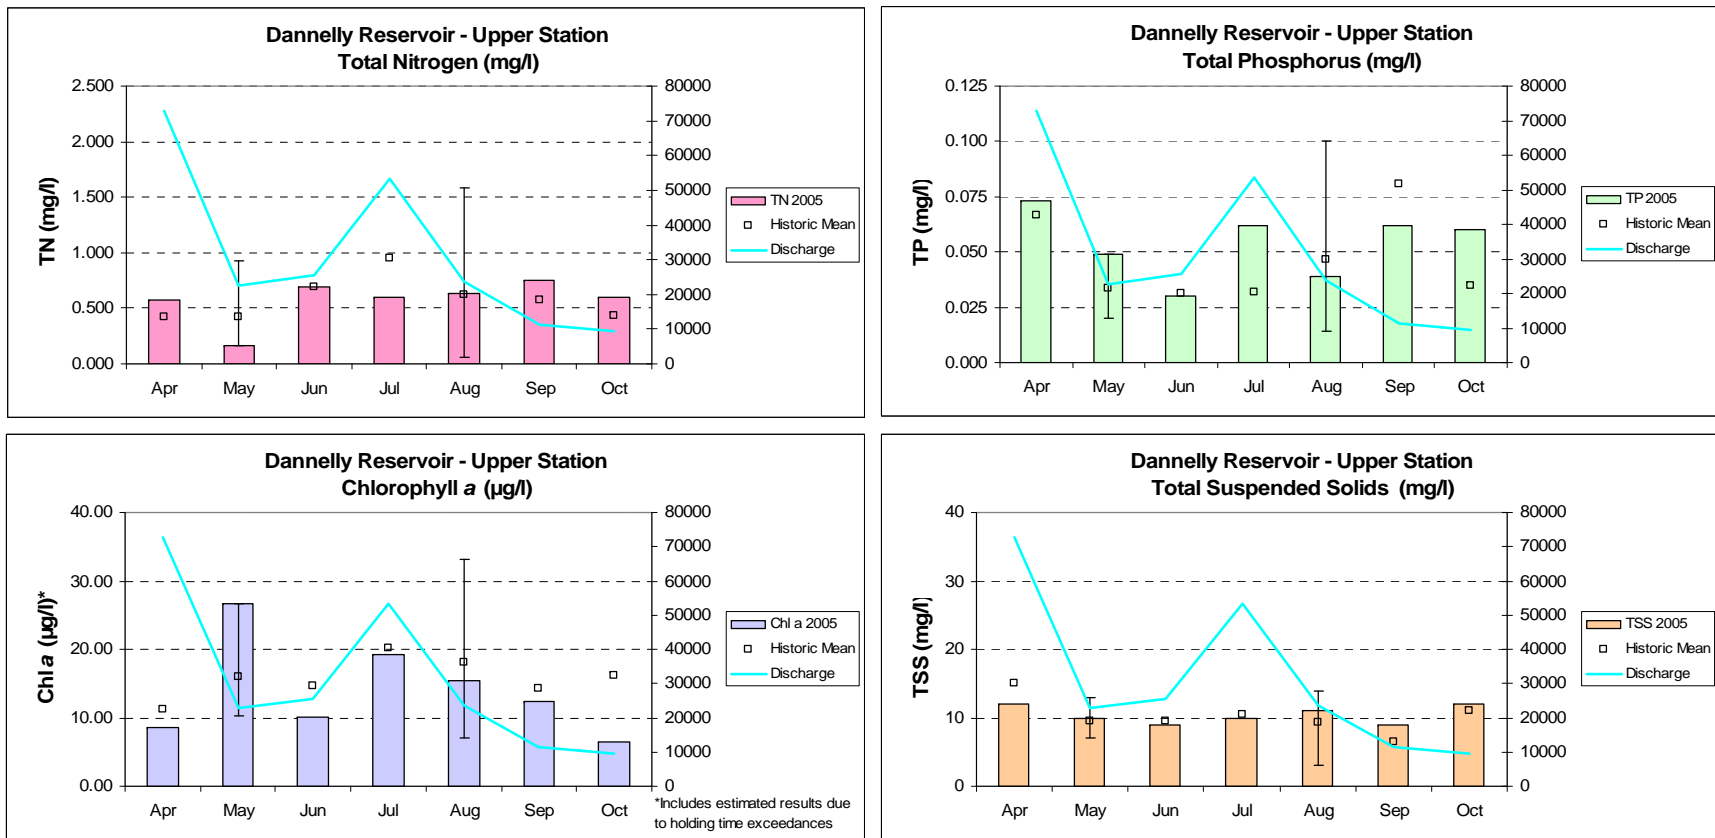 Dannelly Reservoir - Upper Station
Total Nitrogen (mg/l)
TN (mg/l)
2.500
2.000
1.500
1.000
0.500
0.000
80000
70000
60000
50000
40000
30000
20000
10000
0
Apr May Jun Jul Aug Sep Oct
TN 2005
Historic Mean
Discharge
Dannelly Reservoir - Upper Station
Total Phosphorus (mg/l)
TP (mg/l)
0.125
0.100
0.075
0.050
0.025
0.000
80000
70000
60000
50000
40000
30000
20000
10000
0
Apr May Jun Jul Aug Sep Oct
TP 2005
Historic Mean
Discharge
Dannelly Reservoir - Upper Station
Chlorophyll a (µg/l)
Chl a (µg/l)*
40.00
30.00
20.00
10.00
0.00
80000
70000
60000
50000
40000
30000
20000
10000
0
Apr May Jun Jul Aug Sep Oct
Chl a 2005
Historic Mean
Discharge
*Includes estimated results due
to holding time exceedances
Dannelly Reservoir - Upper Station
Total Suspended Solids (mg/l)
TSS (mg/l)
40
30
20
10
0
80000
70000
60000
50000
40000
30000
20000
10000
0
Apr May Jun Jul Aug Sep Oct
TSS 2005
Historic Mean
Discharge